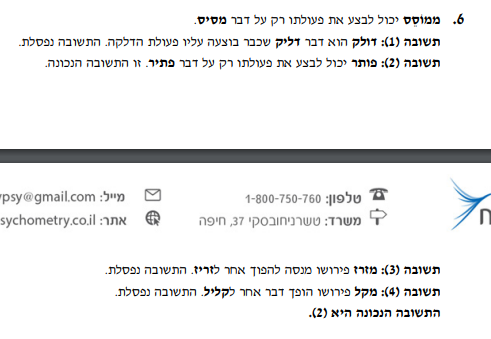 6. ממוֹסֵס יכול לבצע את פעולתו רק על דבר מסיס.
תשובה (1): דולק הוא דבר דליק שכבר בוצעה עליו פעולת הדלקה. התשובה נפסלת.
תשובה (2): פותר יכול לבצע את פעולתו רק על דבר פתיר. זו התשובה הנכונה.
טלפון: 1-800-750-760 מייל: ypsy@gmail.com
משרד: טשרניחובסקי 37, חיפה אתר: sychometry.co.il
תשובה (3): מזרז פירושו מנסה להפוך אחר לזריז. התשובה נפסלת.
תשובה (4): מקל פירושו הופך דבר אחר לקליל. התשובה נפסלת.
התשובה הנכונה היא (2).